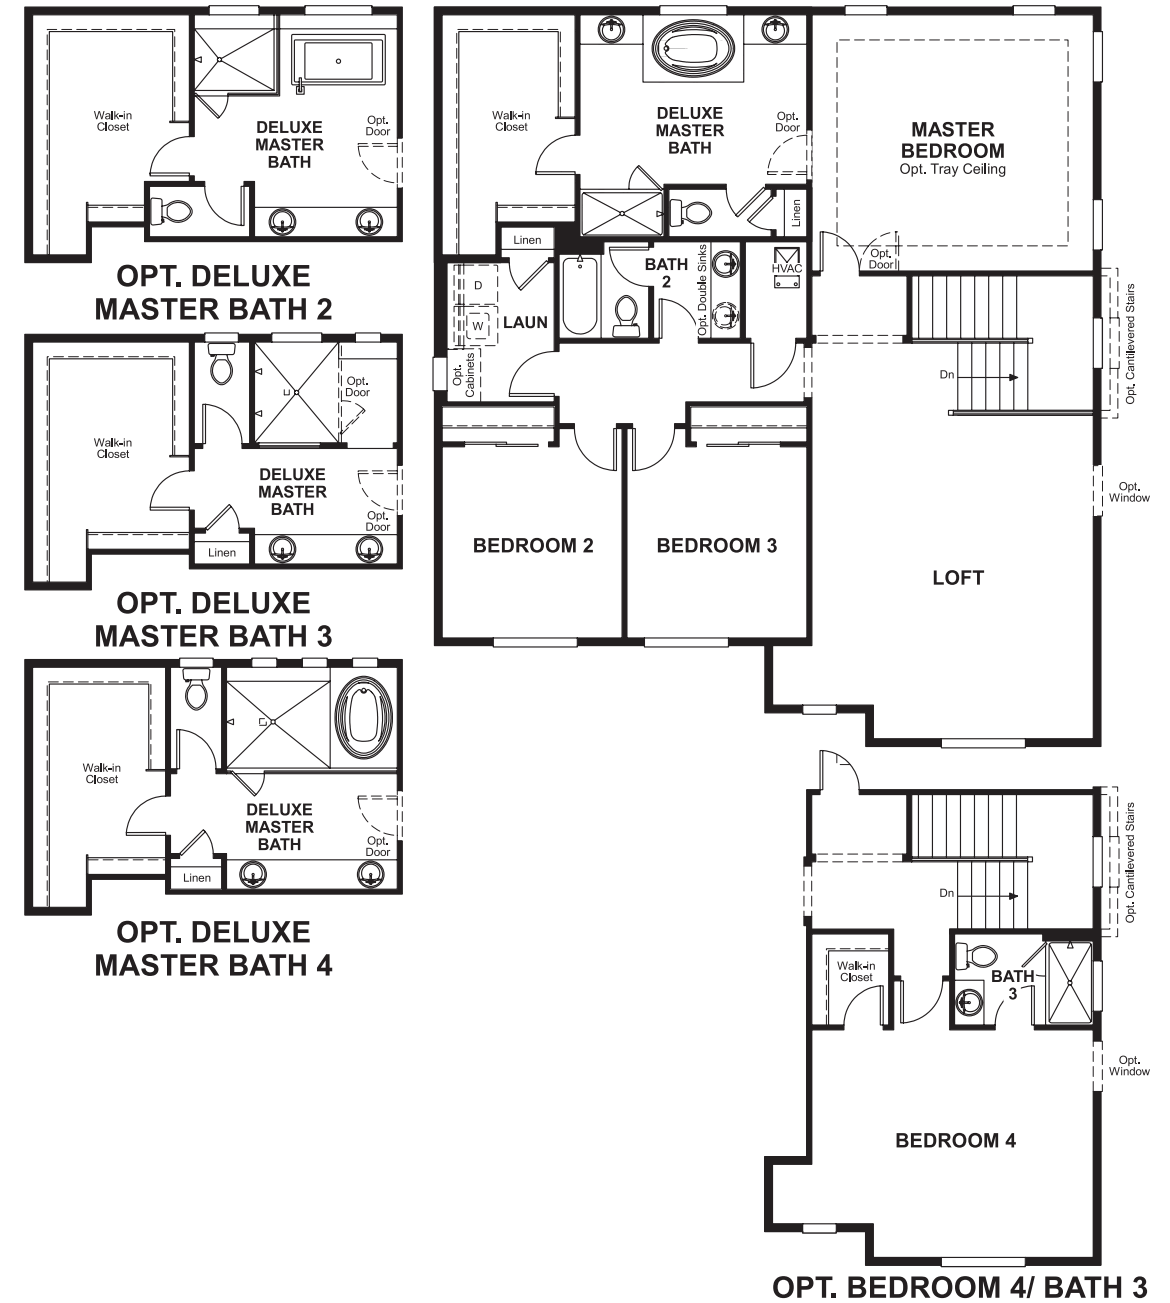 Walk-in
Closet
DELUXE
MASTER
BATH
Opt.
Door
OPT. DELUXE
MASTER BATH 2
Walk-in
Closet
Opt.
Door
DELUXE
MASTER
BATH
Opt.
Door
Linen
OPT. DELUXE
MASTER BATH 3
Walk-in
Closet
DELUXE
MASTER
BATH
Opt.
Door
Linen
OPT. DELUXE
MASTER BATH 4
Walk-in
Closet
DELUXE
MASTER
BATH
Opt.
Door
Linen
MASTER
BEDROOM
Opt. Tray Ceiling
Opt.
Door
Linen
D
W
LAUN
Opt.
Cabinets
BATH
2
Opt. Double Sinks
HVAC
Dn
Opt. Cantilevered Stairs
Opt.
Window
BEDROOM 2
BEDROOM 3
LOFT
Dn
Opt. Cantilevered Stairs
Walk-in
Closet
BATH
3
Opt.
Window
BEDROOM 4
OPT. BEDROOM 4/ BATH 3